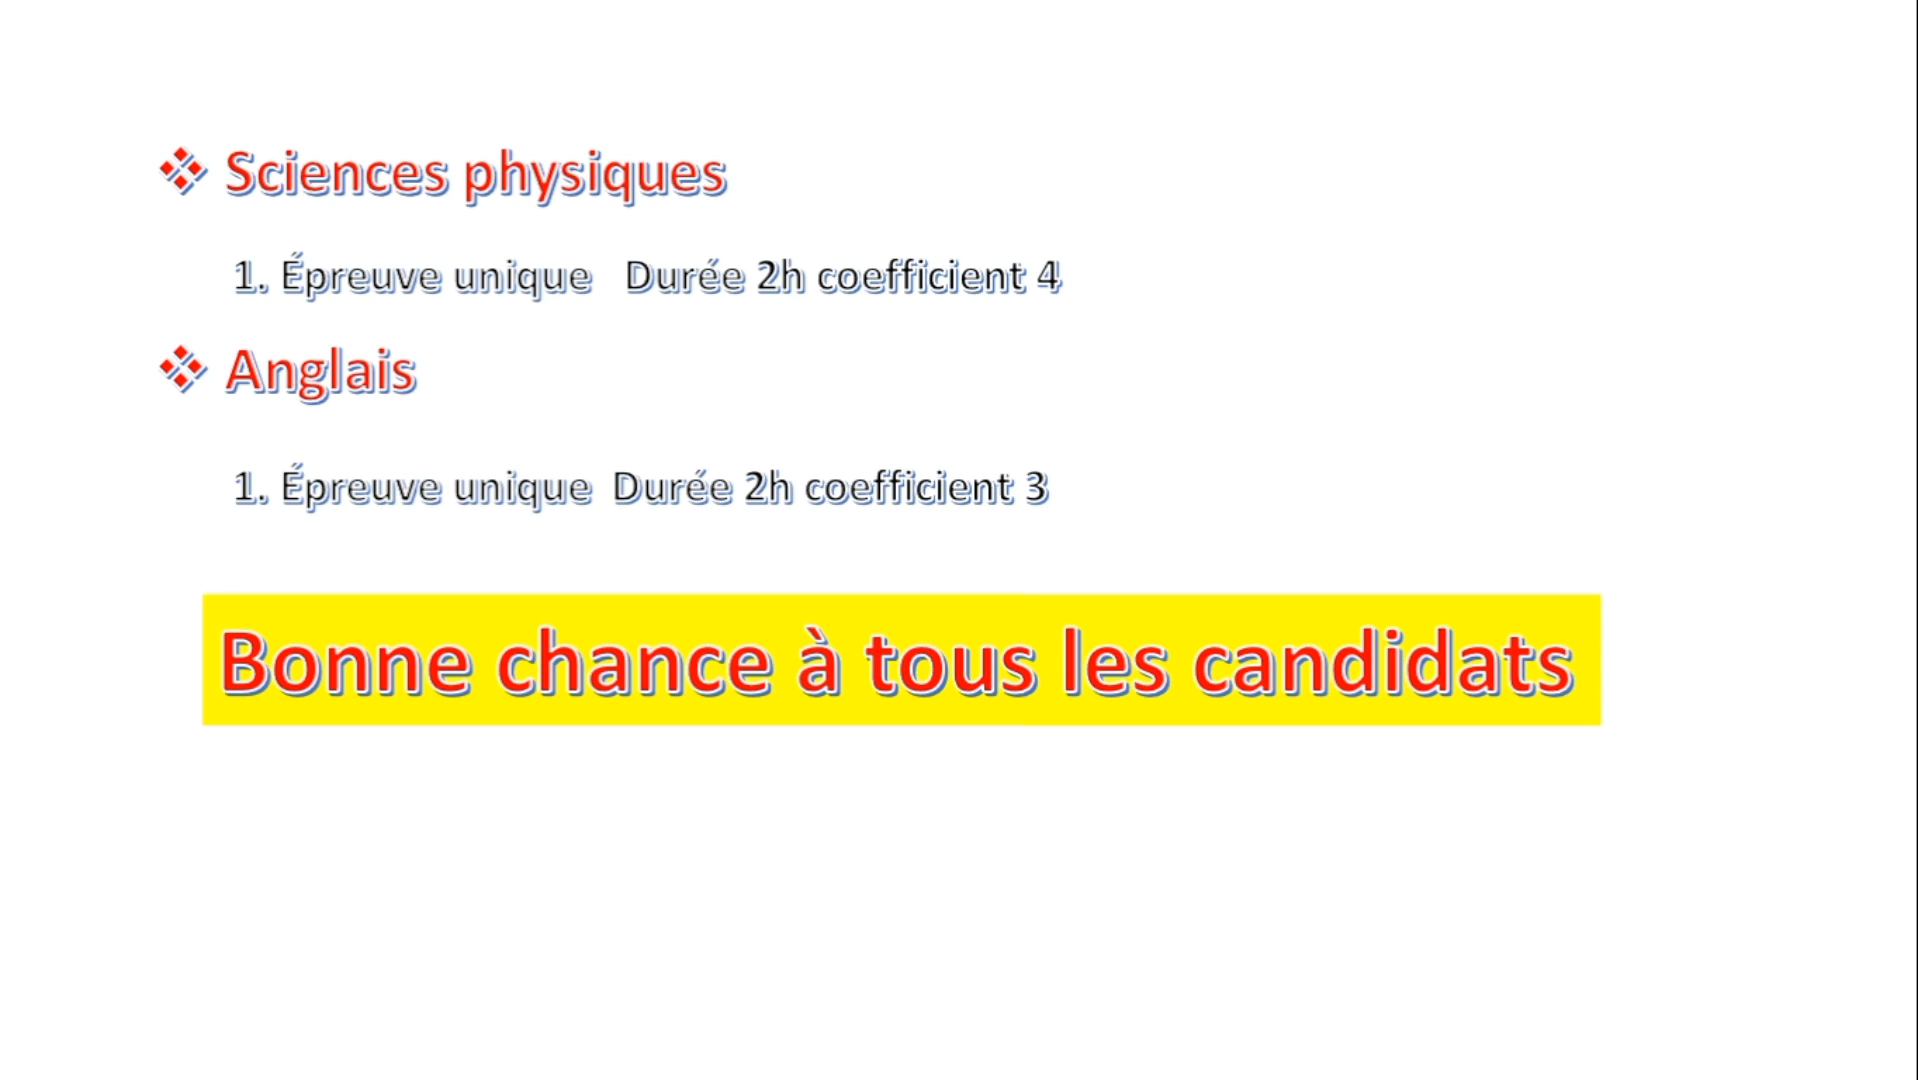 ❖ Sciences physiques
1. Épreuve unique Durée 2h coefficient 4
❖ Anglais
1. Épreuve unique Durée 2h coefficient 3
Bonne chance à tous les candidats